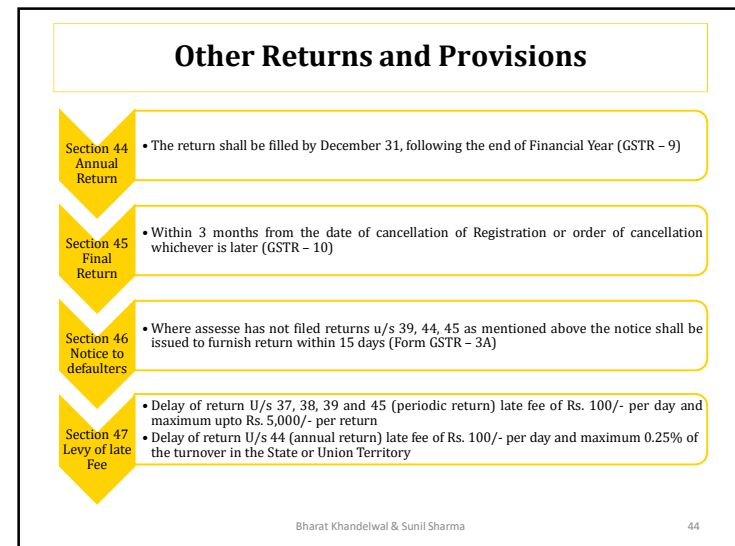 Other Returns and Provisions
Section 44
Annual
Return
• The return shall be filled by December 31, following the end of Financial Year (GSTR – 9)
Section 45
Final
Return
• Within 3 months from the date of cancellation of Registration or order of cancellation
whichever is later (GSTR – 10)
Section 46
Notice to
defaulters
• Where assesse has not filed returns u/s 39, 44, 45 as mentioned above the notice shall be
issued to furnish return within 15 days (Form GSTR – 3A)
Section 47
Levy of late
Fee
• Delay of return U/s 37, 38, 39 and 45 (periodic return) late fee of Rs. 100/- per day and
maximum upto Rs. 5,000/- per return
• Delay of return U/s 44 (annual return) late fee of Rs. 100/- per day and maximum 0.25% of
the turnover in the State or Union Territory
Bharat Khandelwal & Sunil Sharma
44